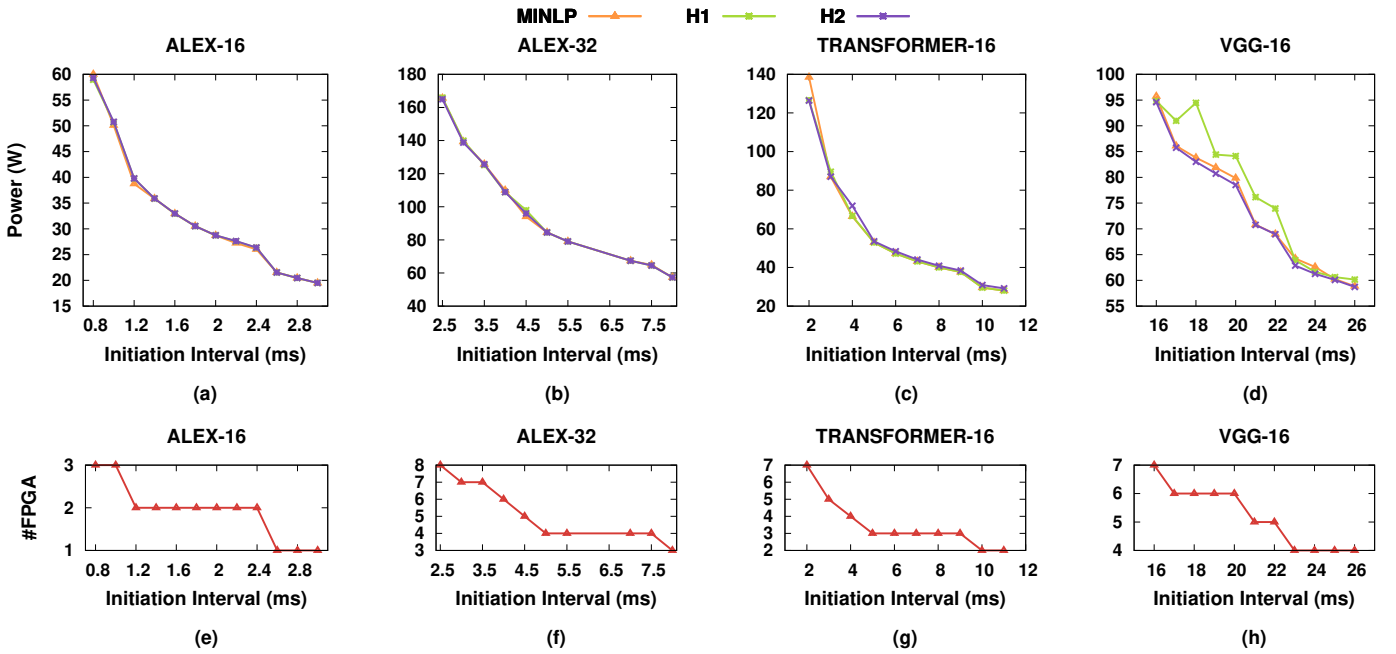 MINLP H1 H2
ALEX-16 ALEX-32 TRANSFORMER-16 VGG-16
Power (W)
60
55
50
45
40
35
30
25
20
15
0.8 1.2 1.6 2 2.4 2.8
Initiation Interval (ms)
(a)
180
160
140
120
100
80
60
40
2.5 3.5 4.5 5.5 6.5 7.5
Initiation Interval (ms)
(b)
140
120
100
80
60
40
20
2 4 6 8 10 12
Initiation Interval (ms)
(c)
100
95
90
85
80
75
70
65
60
55
16 18 20 22 24 26
Initiation Interval (ms)
(d)
ALEX-16 ALEX-32 TRANSFORMER-16 VGG-16
#FPGA
3
2
1
0.8 1.2 1.6 2 2.4 2.8
Initiation Interval (ms)
(e)
8
7
6
5
4
3
2.5 3.5 4.5 5.5 6.5 7.5
Initiation Interval (ms)
(f)
7
6
5
4
3
2
2 4 6 8 10 12
Initiation Interval (ms)
(g)
7
6
5
4
16 18 20 22 24 26
Initiation Interval (ms)
(h)